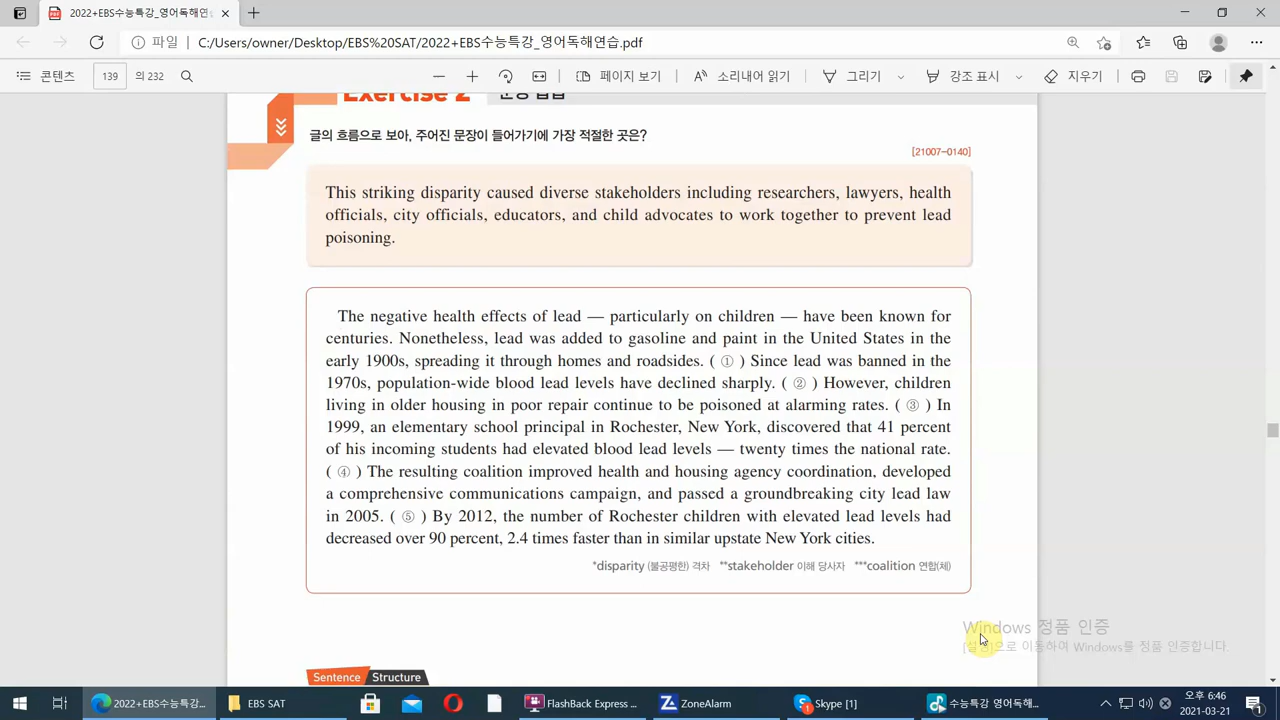 2022+EBS수능특강_영어독해연습
파일 C:/Users/owner/Desktop/EBS%20SAT/2022+EBS수능특강_영어독해연습.pdf
콘텐츠 139 의 232 페이지 보기 소리내어 읽기 그리기 강조 표시 지우기
Exercise 2 문장 삽입
글의 흐름으로 보아, 주어진 문장이 들어가기에 가장 적절한 곳은?
[21007-0140]
This striking disparity caused diverse stakeholders including researchers, lawyers, health
officials, city officials, educators, and child advocates to work together to prevent lead
poisoning.
The negative health effects of lead — particularly on children — have been known for
centuries. Nonetheless, lead was added to gasoline and paint in the United States in the
early 1900s, spreading it through homes and roadsides. ( ① ) Since lead was banned in the
1970s, population-wide blood lead levels have declined sharply. ( ② ) However, children
living in older housing in poor repair continue to be poisoned at alarming rates. ( ③ ) In
1999, an elementary school principal in Rochester, New York, discovered that 41 percent
of his incoming students had elevated blood lead levels — twenty times the national rate.
( ④ ) The resulting coalition improved health and housing agency coordination, developed
a comprehensive communications campaign, and passed a groundbreaking city lead law
in 2005. ( ⑤ ) By 2012, the number of Rochester children with elevated lead levels had
decreased over 90 percent, 2.4 times faster than in similar upstate New York cities.
*disparity (불공평한) 격차 **stakeholder 이해 당사자 ***coalition 연합(체)
Windows 정품 인증
[설정]으로 이동하여 Windows를 정품 인증합니다.
Sentence Structure
2022+EBS수능특강_... EBS SAT FlashBack Express ... ZoneAlarm Skype [1] 수능특강 영어독해... 오후 6:46
2021-03-21